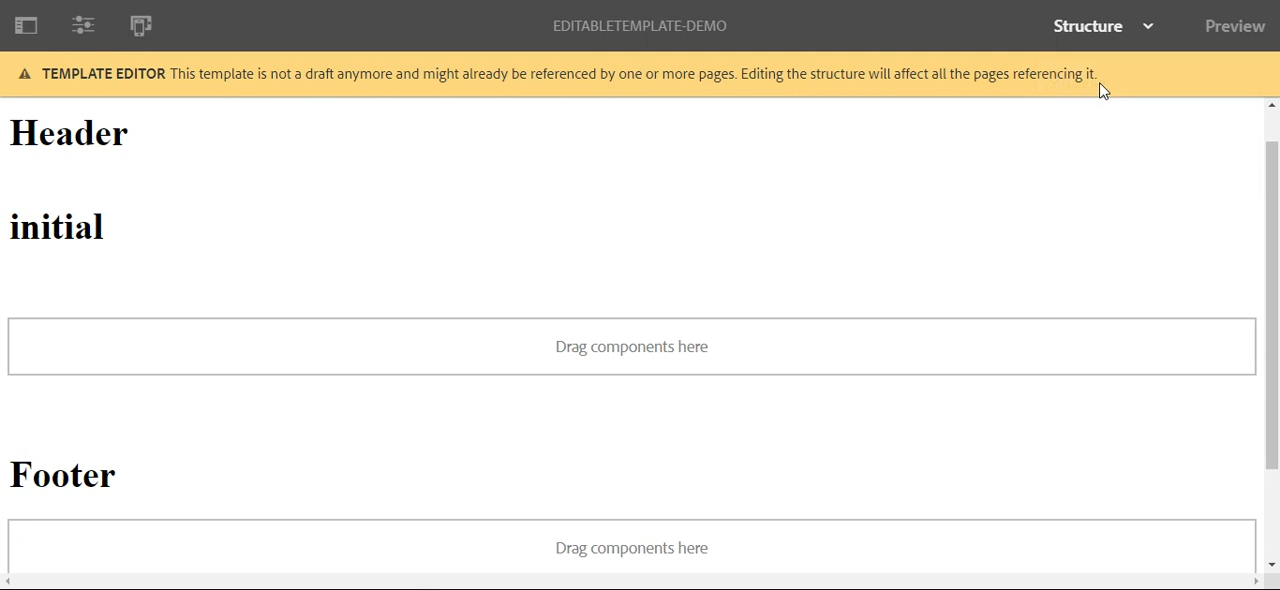 EDITABLETEMPLATE-DEMO Structure Preview
TEMPLATE EDITOR This template is not a draft anymore and might already be referenced by one or more pages. Editing the structure will affect all the pages referencing it.
Header
initial
Drag components here
Footer
Drag components here